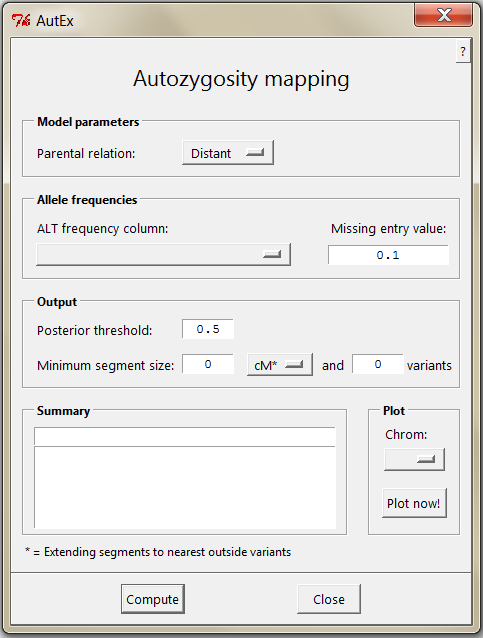 AutEx
?
Autozygosity mapping
Model parameters
Parental relation: Distant
Allele frequencies
ALT frequency column: Missing entry value:
0.1
Output
Posterior threshold: 0.5
Minimum segment size: 0 cM* and 0 variants
Summary
Plot
Chrom:
Plot now!
* = Extending segments to nearest outside variants
Compute Close